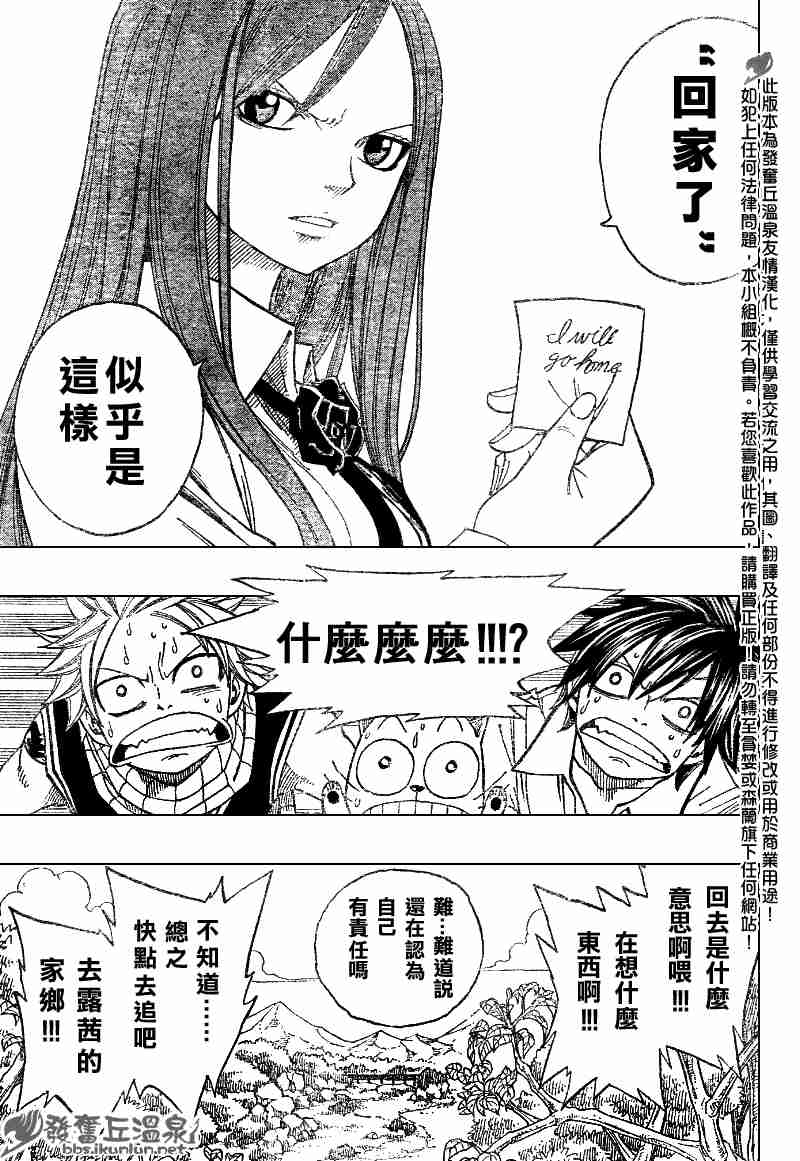 “回家了”
I will
go home
似乎是
這樣
什麼麼麼!!!?
回去是什麼
意思啊喂!!!
在想什麼
東西啊!!!
難…難道説
還在認為
自己
有責任嗎
不知道……
總之
快點去追吧
去露茜的
家鄉!!!
此版本為發奮丘溫泉友情漢化，僅供學習交流之用，其圖、翻譯及任何部份不得進行修改或用於商業用途！
如犯上任何法律問題，本小組概不負責。若您喜歡此作品，請購買正版！請勿轉至貪婪或森羅旗下任何網站！
發奮丘溫泉
bbs.ikunlun.net